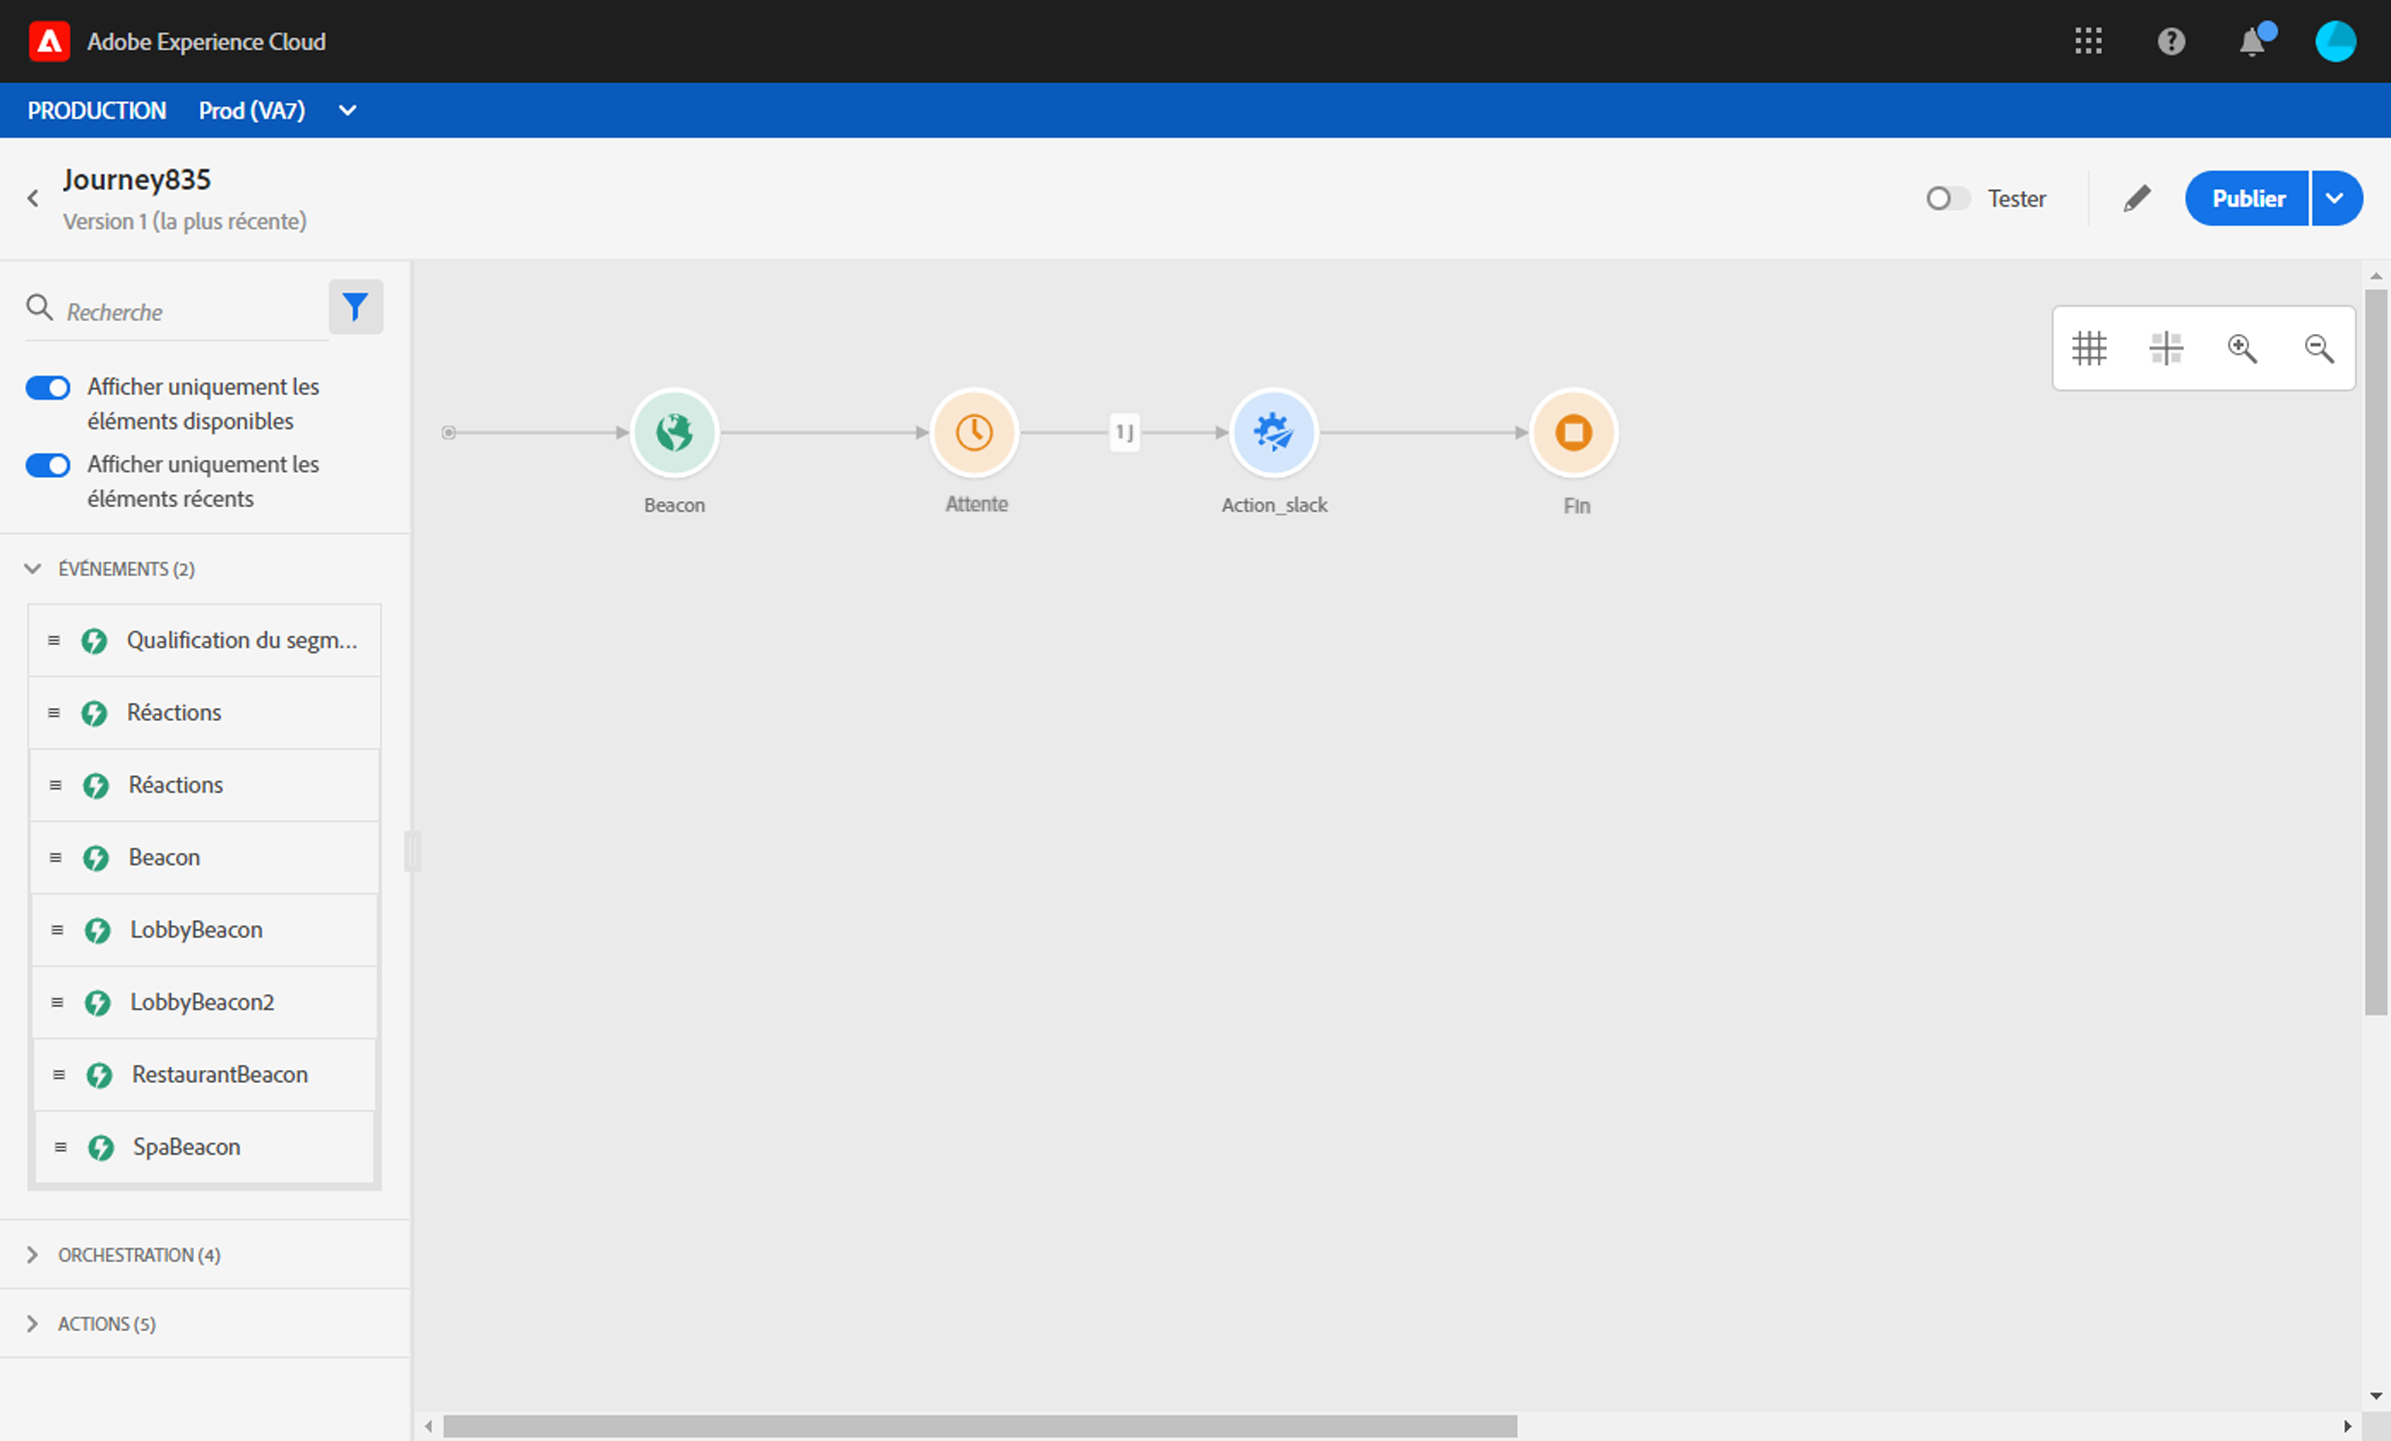 Adobe Experience Cloud
PRODUCTION Prod (VA7)
Journey835
Version 1 (la plus récente)
Tester
Publier
Recherche
Afficher uniquement les
éléments disponibles
Afficher uniquement les
éléments récents
ÉVÉNEMENTS (2)
Qualification du segm...
Réactions
Réactions
Beacon
LobbyBeacon
LobbyBeacon2
RestaurantBeacon
SpaBeacon
ORCHESTRATION (4)
ACTIONS (5)
1 J
Beacon
Attente
Action_slack
Fin